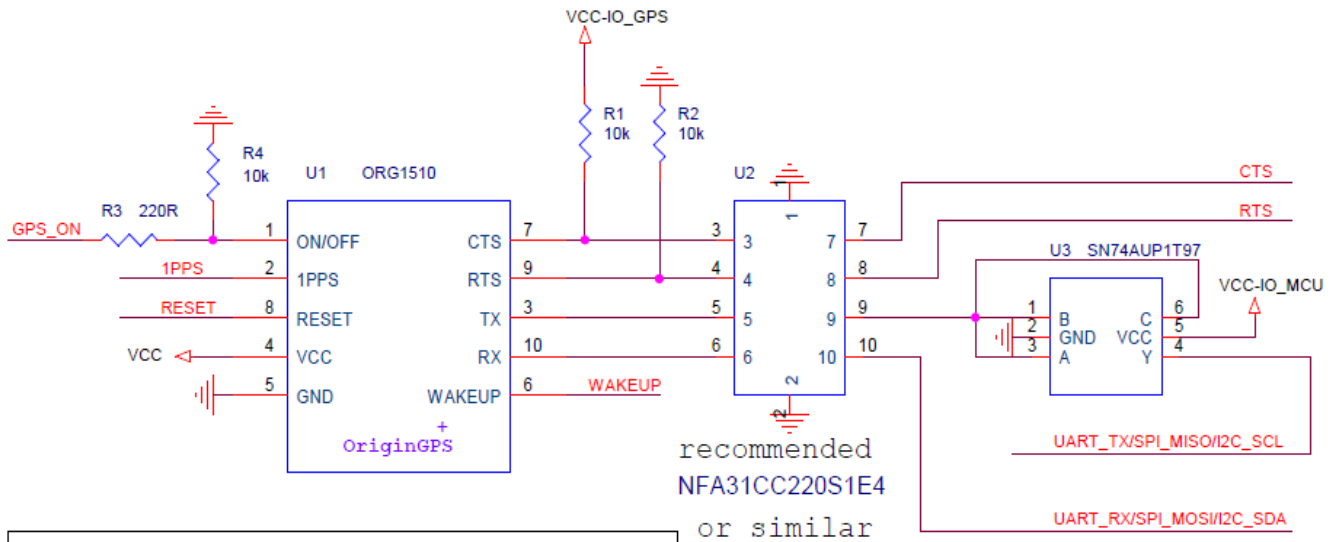 VCC-IO_GPS
R1
10k
R2
10k
R4
10k
U1 ORG1510
U2
R3 220R
GPS_ON
1PPS
RESET
VCC
1
2
8
4
5
ON/OFF
1PPS
RESET
VCC
GND
CTS
RTS
TX
RX
WAKEUP
7
9
3
10
6
WAKEUP
+
OriginGPS
1
1
3
4
5
6
3
4
5
6
7
8
9
10
7
8
9
10
2
2
recommended
NFA31CC220S1E4
or similar
CTS
RTS
U3 SN74AUP1T97
VCC-IO_MCU
1
2
3
B
GND
A
C
VCC
Y
6
5
4
UART_TX/SPI_MISO/I2C_SCL
UART_RX/SPI_MOSI/I2C_SDA